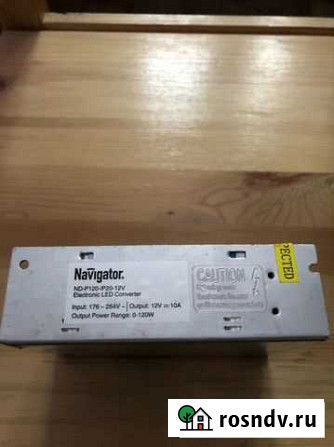 Navigator
ND-P120-IP20-12V
Electronic LED Converter
Input: 176 - 264V~ Output: 12V 10A
Output Power Range: 0-120W
CAUTION
PECTED
rosndv.ru